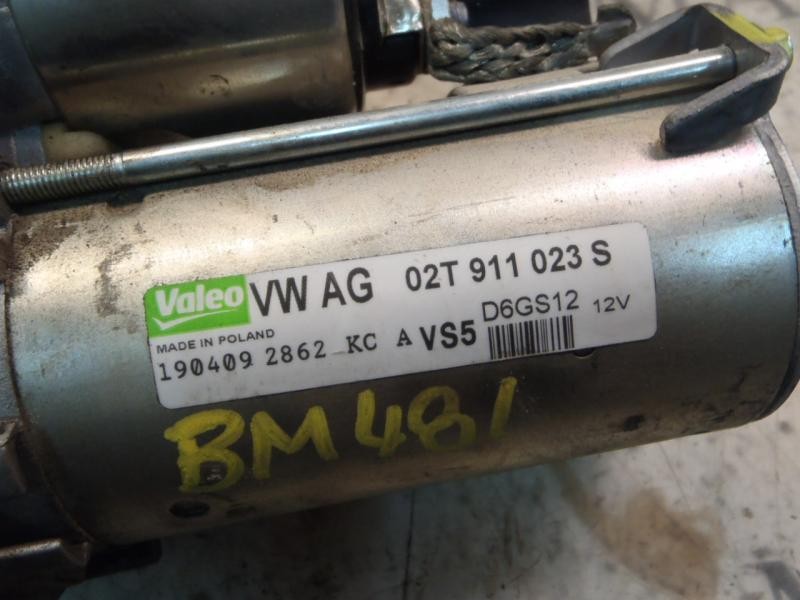 Valeo VW AG 02T 911 023 S
MADE IN POLAND D6GS12 12V
190409 2862 KC A VS5
BM481